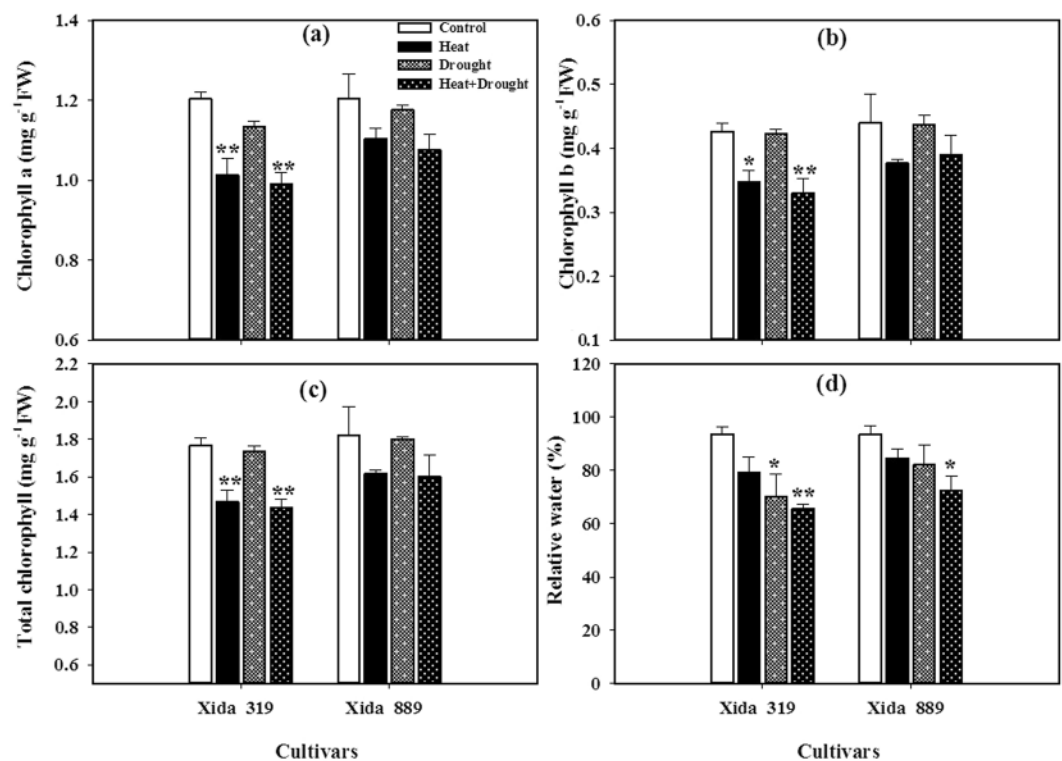 (a)
Control
Heat
Drought
Heat+Drought
Chlorophyll a (mg g⁻¹FW)
1.4
1.2
1.0
0.8
0.6
**
**
(b)
Chlorophyll b (mg g⁻¹FW)
0.6
0.5
0.4
0.3
0.2
0.1
*
**
(c)
Total chlorophyll (mg g⁻¹FW)
2.2
2.0
1.8
1.6
1.4
1.2
1.0
0.8
0.6
**
**
Xida 319
Xida 889
Cultivars
(d)
Relative water (%)
120
100
80
60
40
20
0
*
**
*
Xida 319
Xida 889
Cultivars